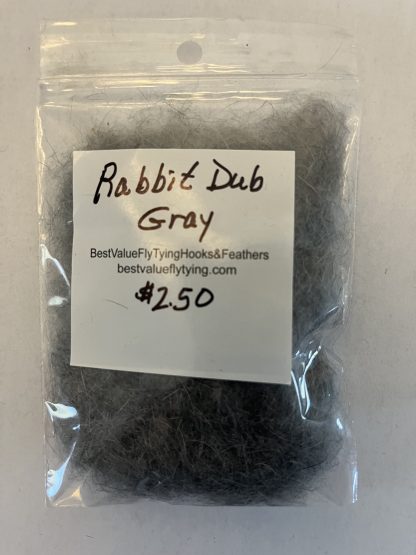 Rabbit Dub
Gray
BestValueFlyTyingHooks&Feathers
bestvalueflytying.com
$2.50